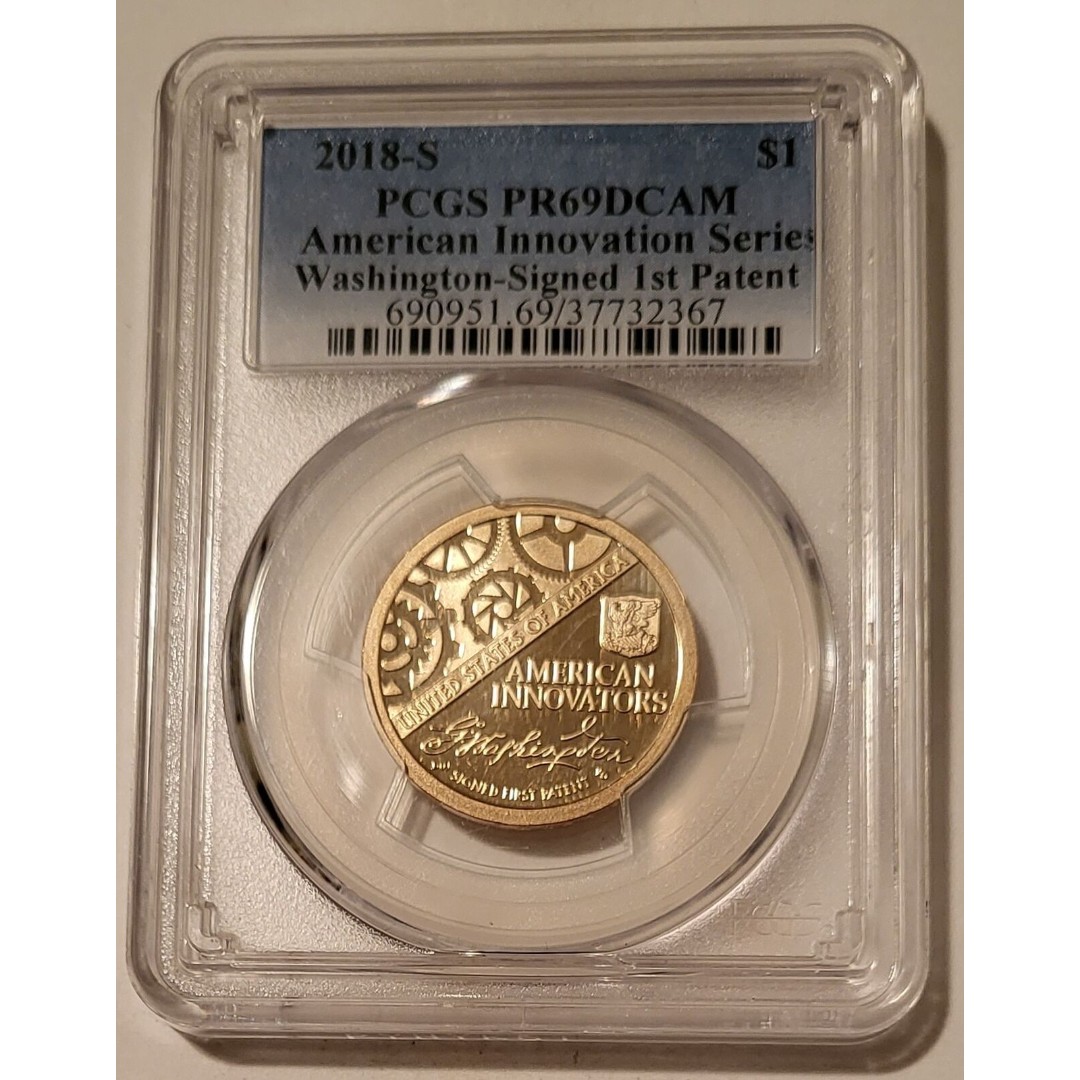 2018-S $1
PCGS PR69DCAM
American Innovation Series
Washington-Signed 1st Patent
690951.69/37732367
UNITED STATES OF AMERICA
AMERICAN
INNOVATORS
G. Washington
SIGNED FIRST PATENT